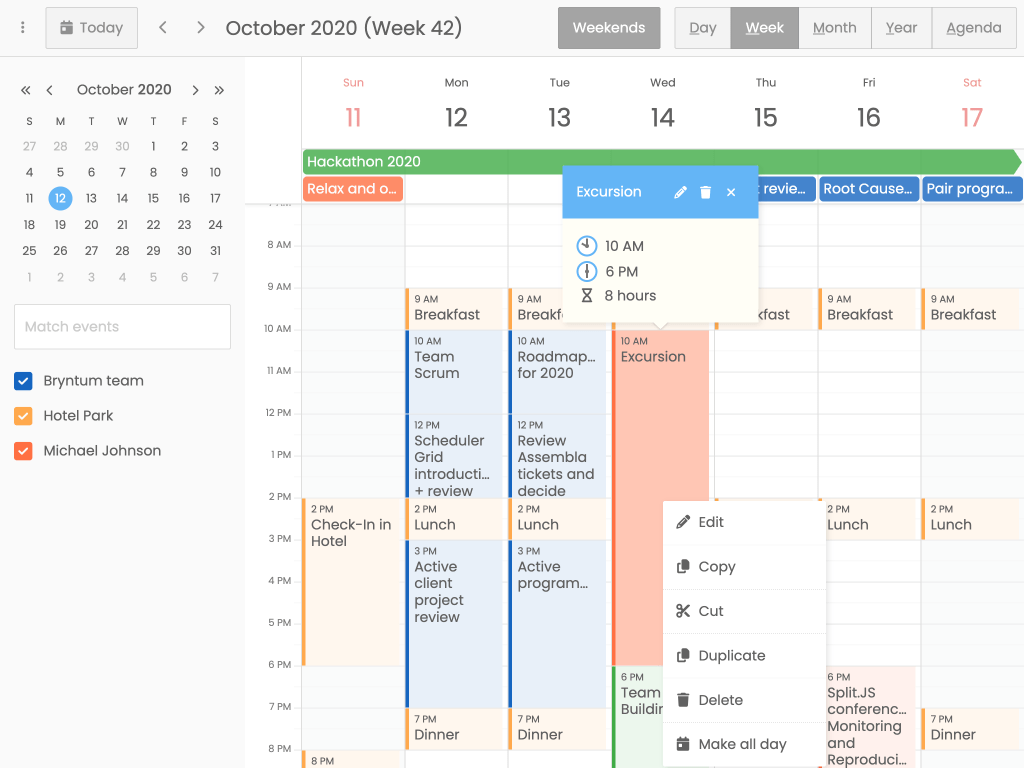 Today
October 2020 (Week 42)
Weekends
Day
Week
Month
Year
Agenda
October 2020
S M T W T F S
27 28 29 30 1 2 3
4 5 6 7 8 9 10
11 12 13 14 15 16 17
18 19 20 21 22 23 24
25 26 27 28 29 30 31
1 2 3 4 5 6 7
Match events
Bryntum team
Hotel Park
Michael Johnson
Sun Mon Tue Wed Thu Fri Sat
11 12 13 14 15 16 17
Hackathon 2020
Relax and o...
revie...
Root Cause...
Pair progra...
Excursion
10 AM
6 PM
8 hours
8 AM
9 AM
10 AM
11 AM
12 PM
1 PM
2 PM
3 PM
4 PM
5 PM
6 PM
7 PM
8 PM
2 PM
Check-In in
Hotel
8 PM
9 AM
Breakfast
10 AM
Team
Scrum
12 PM
Scheduler
Grid
introducti...
+ review
2 PM
Lunch
3 PM
Active
client
project
review
7 PM
Dinner
9 AM
Breakf
10 AM
Roadmap...
for 2020
12 PM
Review
Assembla
tickets and
decide
2 PM
Lunch
3 PM
Active
program...
7 PM
Dinner
10 AM
Excursion
6 PM
Team
Buildin
kfast
9 AM
Breakfast
2 PM
Lunch
6 PM
Split.JS
conferenc...
Monitoring
and
Reproduci...
9 AM
Breakfast
2 PM
Lunch
7 PM
Dinner
Edit
Copy
Cut
Duplicate
Delete
Make all day